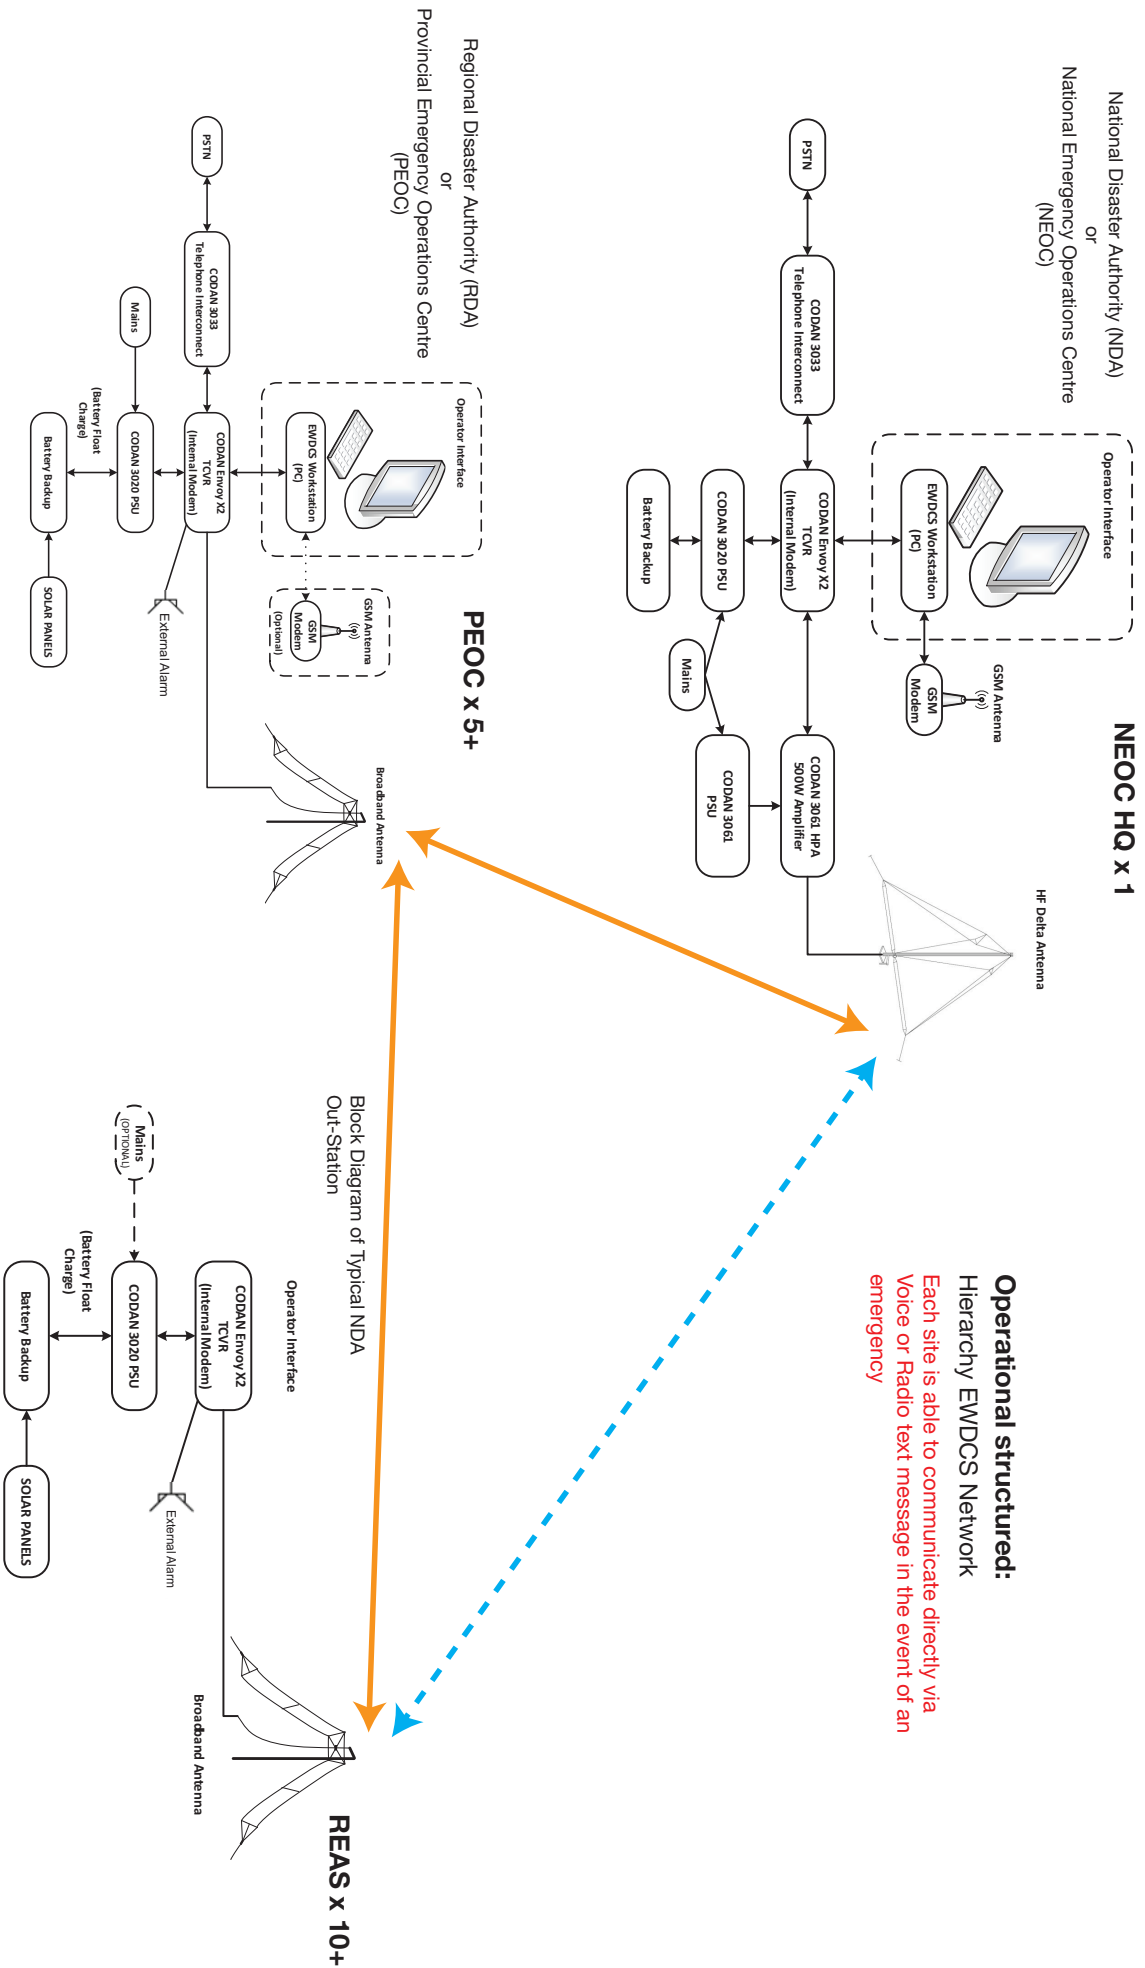 National Disaster Authority (NDA)
or
National Emergency Operations Centre
(NEOC)
NEOC HQ x 1
Operator Interface
EWDCS Workstation
(PC)
GSM Antenna
GSM
Modem
HF Delta Antenna
PSTN
CODAN 3033
Telephone Interconnect
CODAN Envoy X2
TCVR
(Internal Modem)
CODAN 3061 HPA
500W Amplifier
CODAN 3020 PSU
Mains
CODAN 3061
PSU
Battery Backup
Operational structured:
Hierarchy EWDCS Network
Each site is able to communicate directly via
Voice or Radio text message in the event of an
emergency
Regional Disaster Authority (RDA)
or
Provincial Emergency Operations Centre
(PEOC)
PEOC x 5+
Operator Interface
EWDCS Workstation
(PC)
GSM Antenna
GSM
Modem
(Optional)
Broadband Antenna
PSTN
CODAN 3033
Telephone Interconnect
CODAN Envoy X2
TCVR
(Internal Modem)
External Alarm
Mains
CODAN 3020 PSU
(Battery Float
Charge)
Battery Backup
SOLAR PANELS
Block Diagram of Typical NDA
Out-Station
REAS x 10+
Operator Interface
CODAN Envoy X2
TCVR
(Internal Modem)
Broadband Antenna
External Alarm
Mains
(OPTIONAL)
CODAN 3020 PSU
(Battery Float
Charge)
Battery Backup
SOLAR PANELS